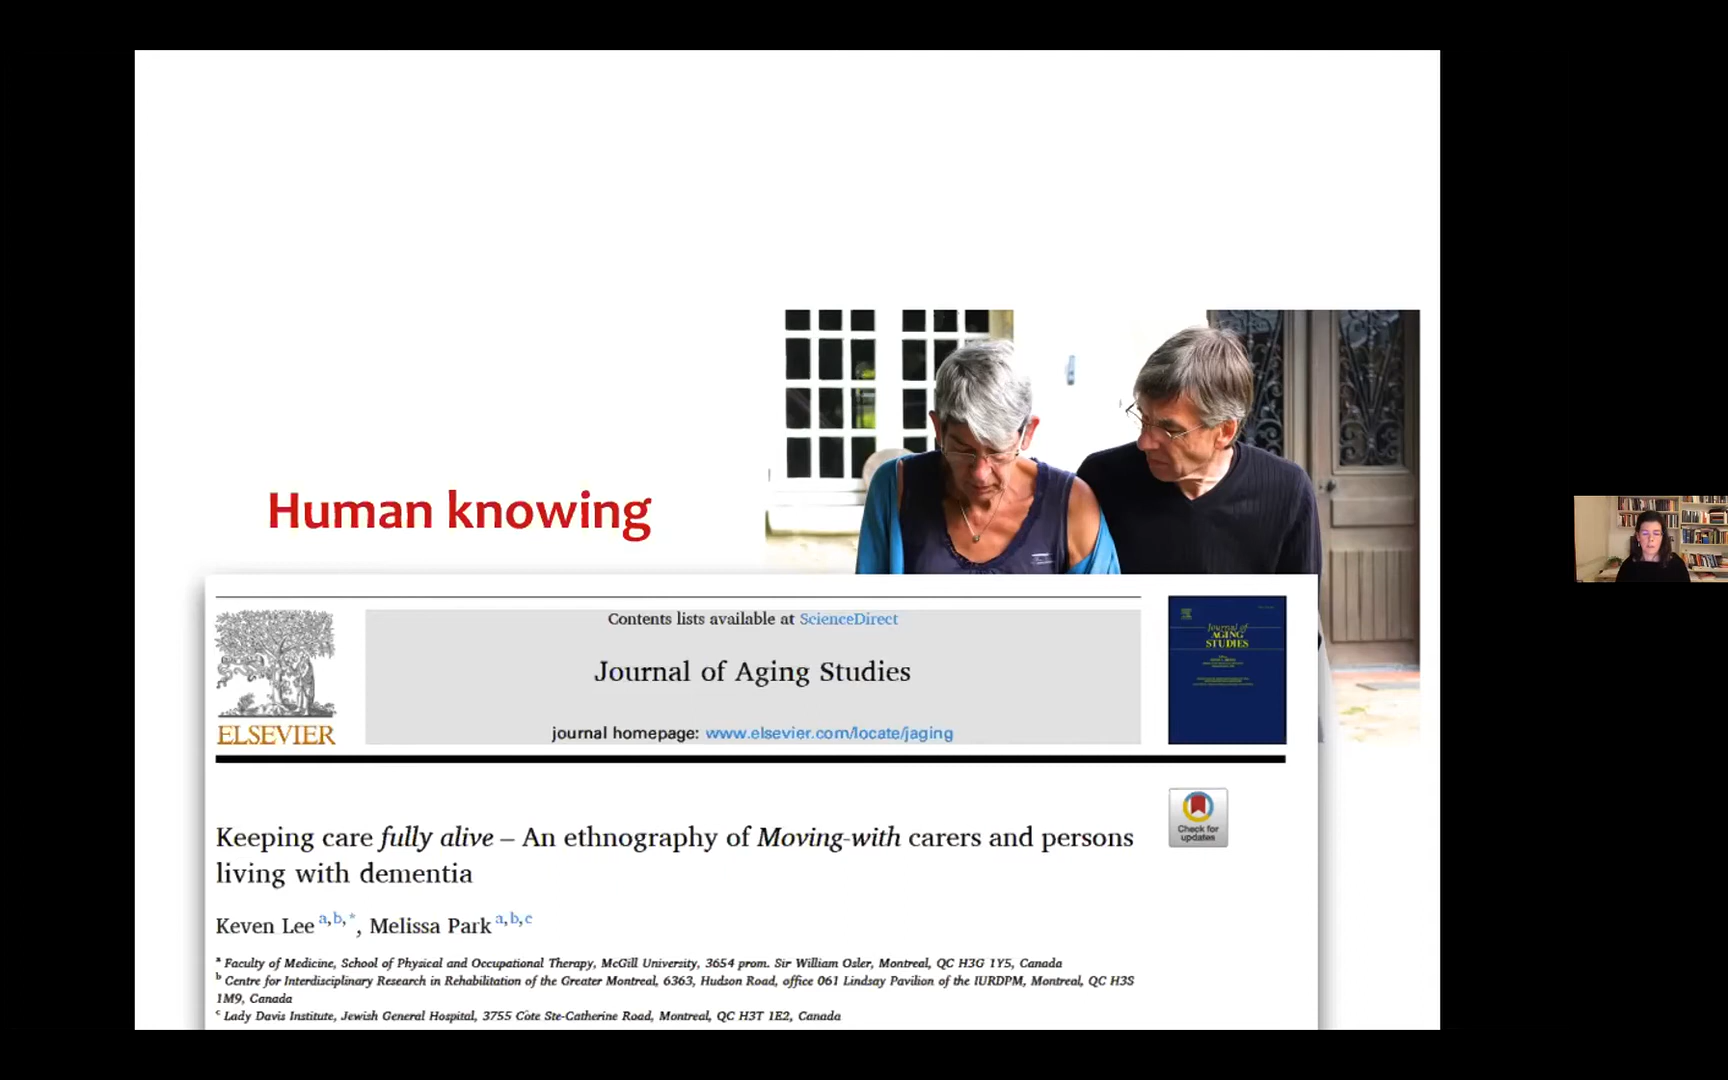 Human knowing
Contents lists available at ScienceDirect
Journal of Aging Studies
journal homepage: www.elsevier.com/locate/jaging
ELSEVIER
Journal of
AGING
STUDIES
Check for
updates
Keeping care fully alive – An ethnography of Moving-with carers and persons
living with dementia
Keven Lee a,b,*, Melissa Park a,b,c
a Faculty of Medicine, School of Physical and Occupational Therapy, McGill University, 3654 prom. Sir William Osler, Montreal, QC H3G 1Y5, Canada
b Centre for Interdisciplinary Research in Rehabilitation of the Greater Montreal, 6363, Hudson Road, office 061 Lindsay Pavilion of the IURDPM, Montreal, QC H3S
1M9, Canada
c Lady Davis Institute, Jewish General Hospital, 3755 Côte Ste-Catherine Road, Montreal, QC H3T 1E2, Canada